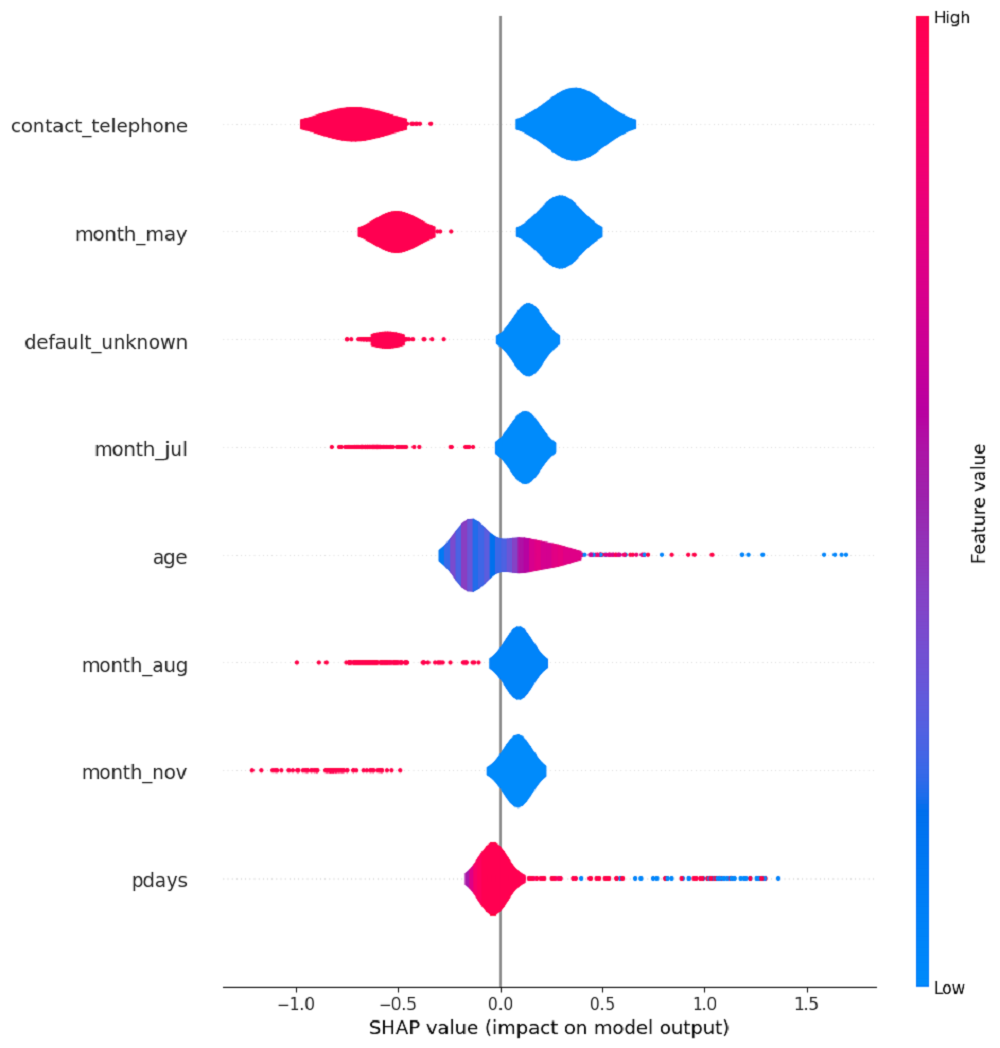 High
contact_telephone
month_may
default_unknown
month_jul
age
month_aug
month_nov
pdays
Feature value
Low
−1.0 −0.5 0.0 0.5 1.0 1.5
SHAP value (impact on model output)